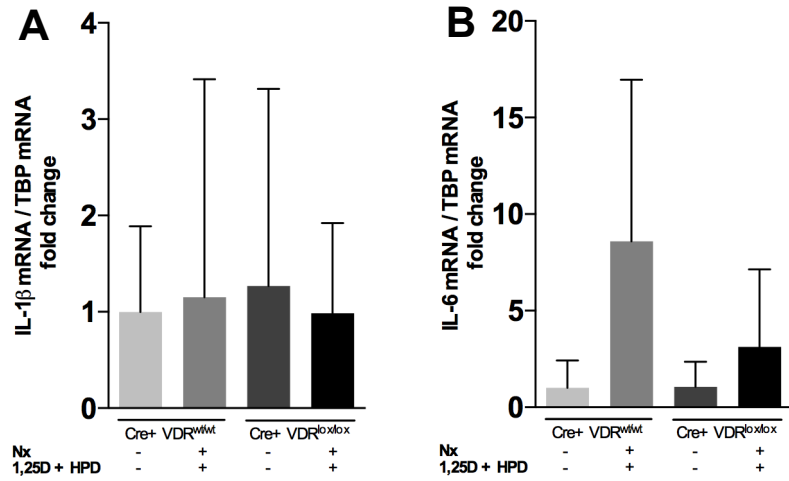 A
IL-1β mRNA / TBP mRNA
fold change
4
3
2
1
0
Cre+ VDRwt/wt Cre+ VDRlox/lox
Nx - + - +
1,25D + HPD - + - +
B
IL-6 mRNA / TBP mRNA
fold change
20
15
10
5
0
Cre+ VDRwt/wt Cre+ VDRlox/lox
Nx - + - +
1,25D + HPD - + - +